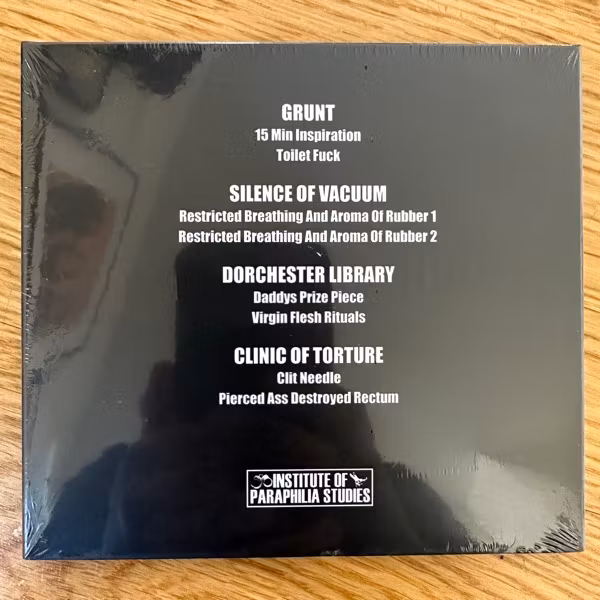 GRUNT
15 Min Inspiration
Toilet Fuck
SILENCE OF VACUUM
Restricted Breathing And Aroma Of Rubber 1
Restricted Breathing And Aroma Of Rubber 2
DORCHESTER LIBRARY
Daddys Prize Piece
Virgin Flesh Rituals
CLINIC OF TORTURE
Clit Needle
Pierced Ass Destroyed Rectum
INSTITUTE OF
PARAPHILIA STUDIES